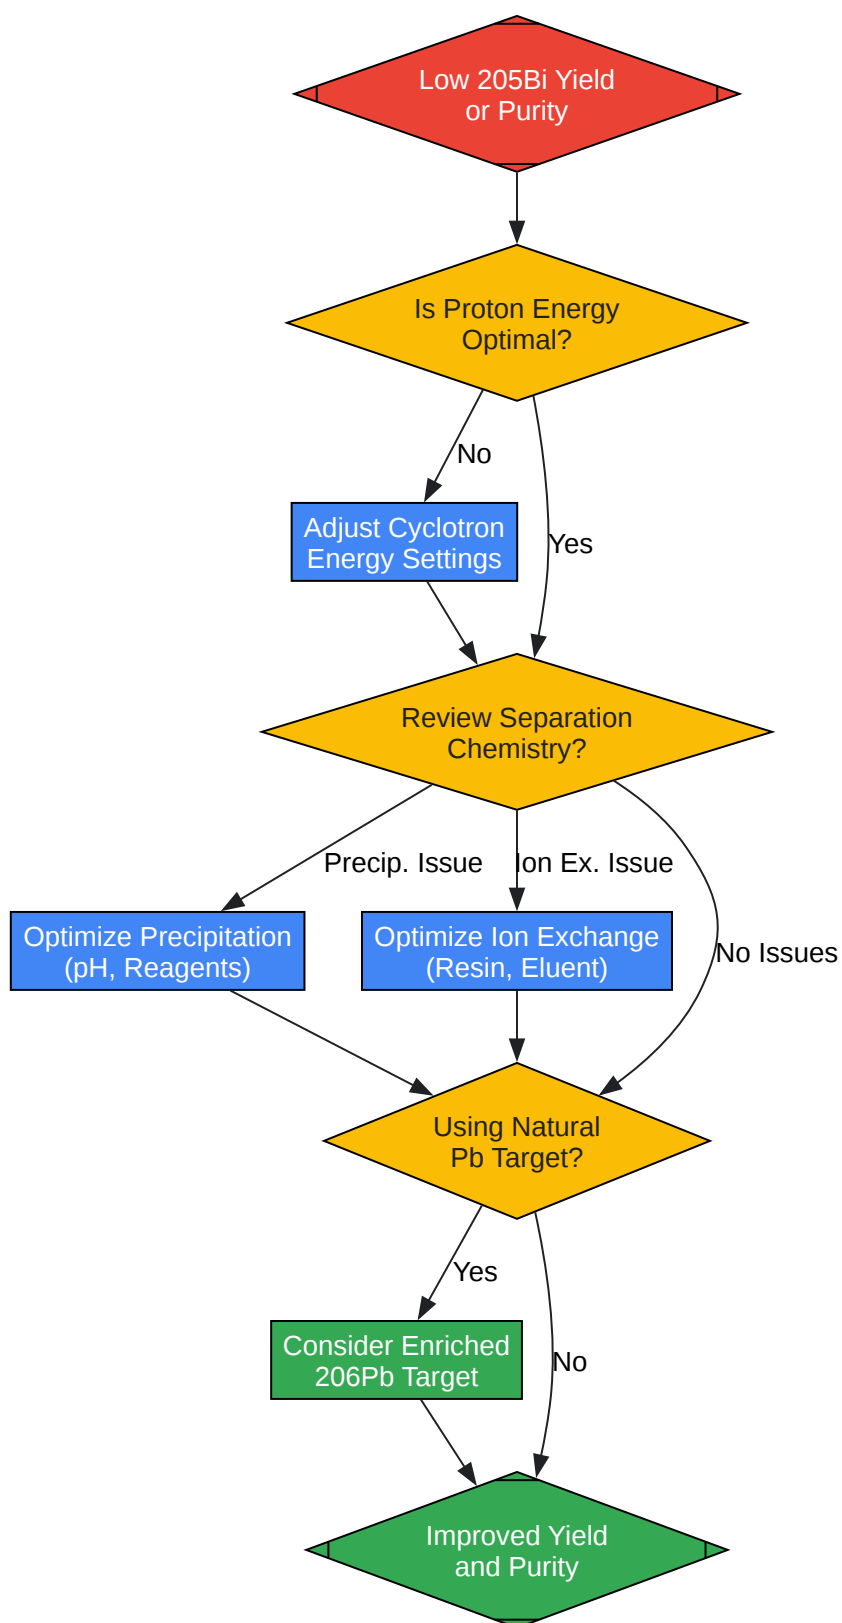 Low 205Bi Yield
or Purity
Is Proton Energy
Optimal?
No
Adjust Cyclotron
Energy Settings
Yes
Review Separation
Chemistry?
Precip. Issue
Ion Ex. Issue
Optimize Precipitation
(pH, Reagents)
Optimize Ion Exchange
(Resin, Eluent)
No Issues
Using Natural
Pb Target?
Yes
Consider Enriched
206Pb Target
No
Improved Yield
and Purity